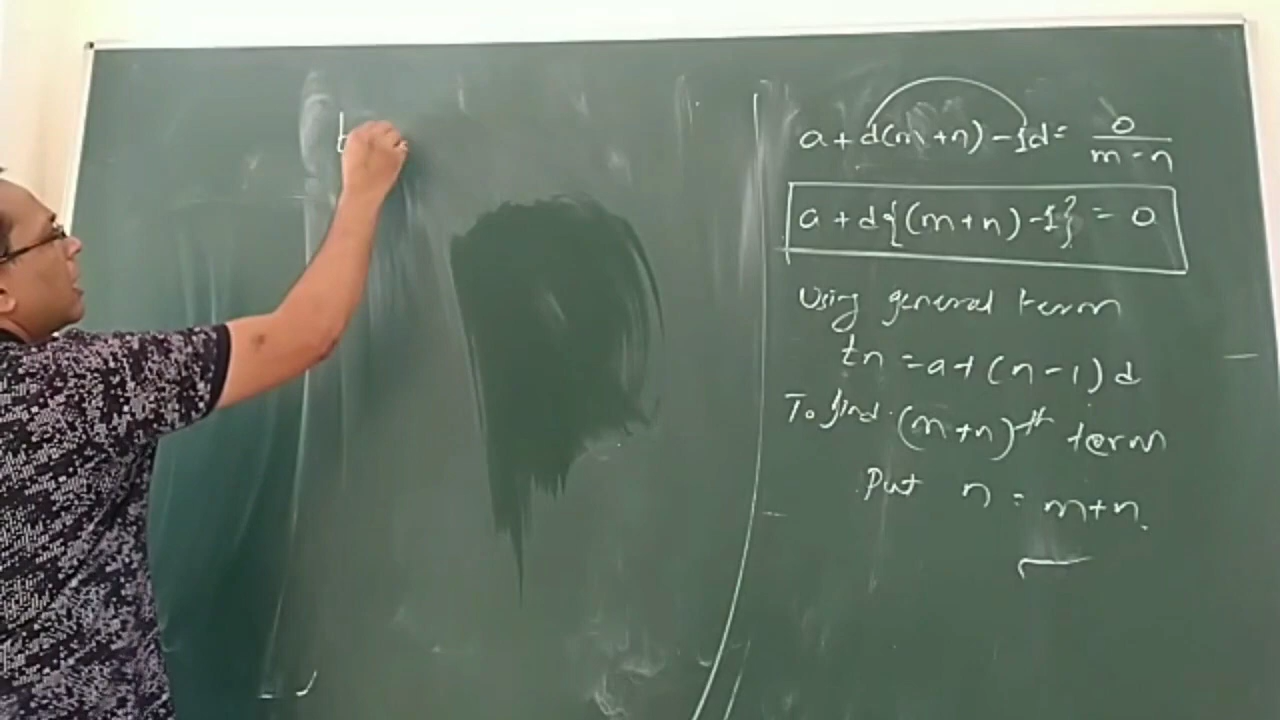 a + d(m + n) - 1d = 0/(m - n)
a + d{(m + n) - 1} = 0
Using general term
tn = a + (n - 1) d
To find (m + n)th term
Put n = m + n